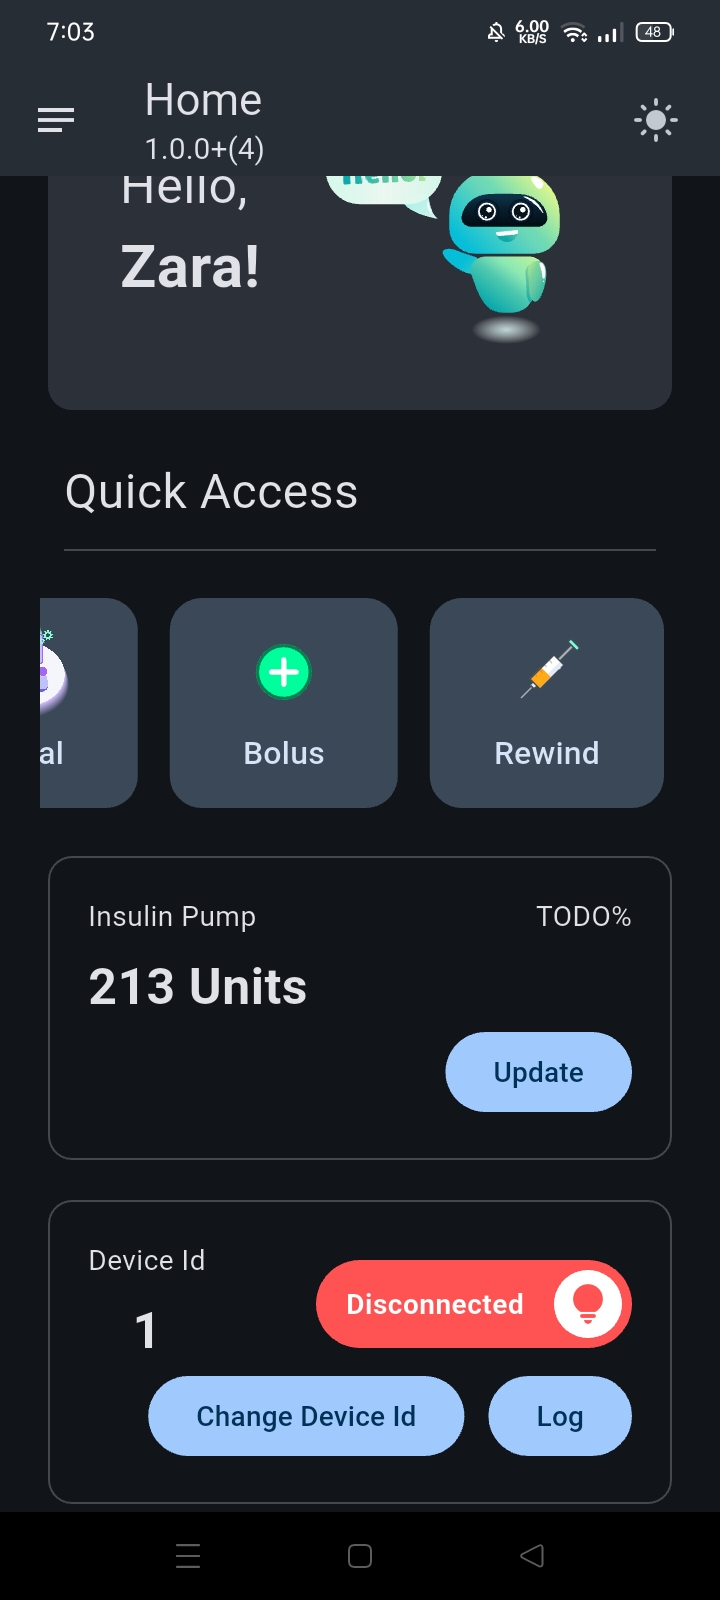 7:03
6.00
KB/S
48
Home
1.0.0+(4)
Hello,
Zara!
Quick Access
al
Bolus
Rewind
Insulin Pump
TODO%
213 Units
Update
Device Id
Disconnected
1
Change Device Id
Log